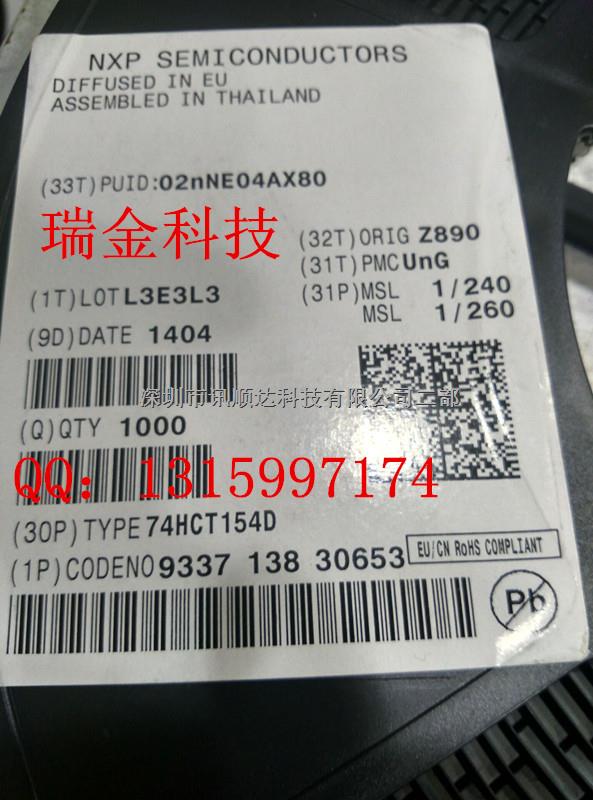 NXP SEMICONDUCTORS
DIFFUSED IN EU
ASSEMBLED IN THAILAND
(33T)PUID:02nNE04AX80
瑞金科技
(32T)ORIG Z890
(31T)PMC UnG
(1T)LOT L3E3L3
(31P)MSL 1/240
MSL 1/260
(9D)DATE 1404
深圳市讯顺达科技有限公司二部
(Q)QTY 1000
QQ：1315997174
(30P)TYPE 74HCT154D
(1P)CODENO 9337 138 30653
EU/CN RoHS COMPLIANT
Pb